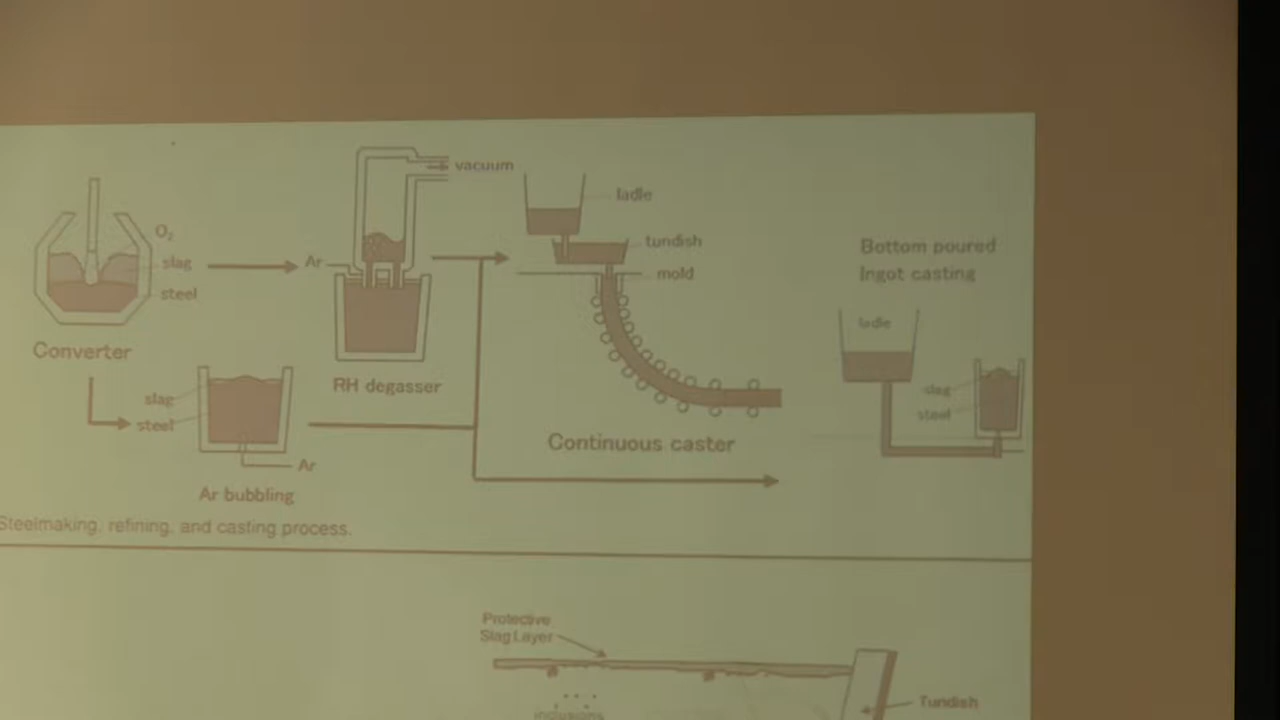 vacuum
ladle
O₂
slag
steel
Ar
tundish
mold
Bottom poured
Ingot casting
ladle
Converter
RH degasser
slag
steel
slag
steel
Continuous caster
Ar
Ar bubbling
Steelmaking, refining, and casting process.
Protective
Slag Layer
Tundish
inclusions